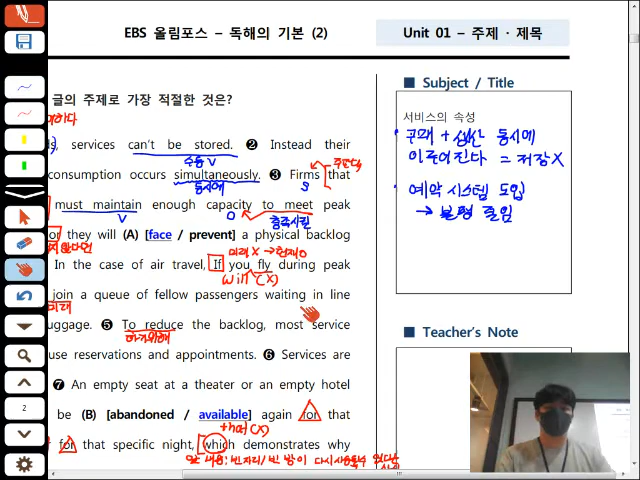 EBS 올림포스 – 독해의 기본 (2)
Unit 01 – 주제 · 제목
글의 주제로 가장 적절한 것은?
services can't be stored. ❷ Instead their
수동 V
consumption occurs simultaneously. ❸ Firms that
동시에
S
must maintain enough capacity to meet peak
V
O
충족시킬
they will (A) [face / prevent] a physical backlog
미래X → 현재O
In the case of air travel, If you fly during peak
will (X)
join a queue of fellow passengers waiting in line
미래
uggage. ❺ To reduce the backlog, most service
하기위해
use reservations and appointments. ❻ Services are
❼ An empty seat at a theater or an empty hotel
be (B) [abandoned / available] again for that
that (X)
for that specific night, which demonstrates why
■ Subject / Title
서비스의 속성
구매 + 생산 동시에
이루어진다 = 저장X
예약 시스템 도입
→ 불평 줄임
■ Teacher's Note
2